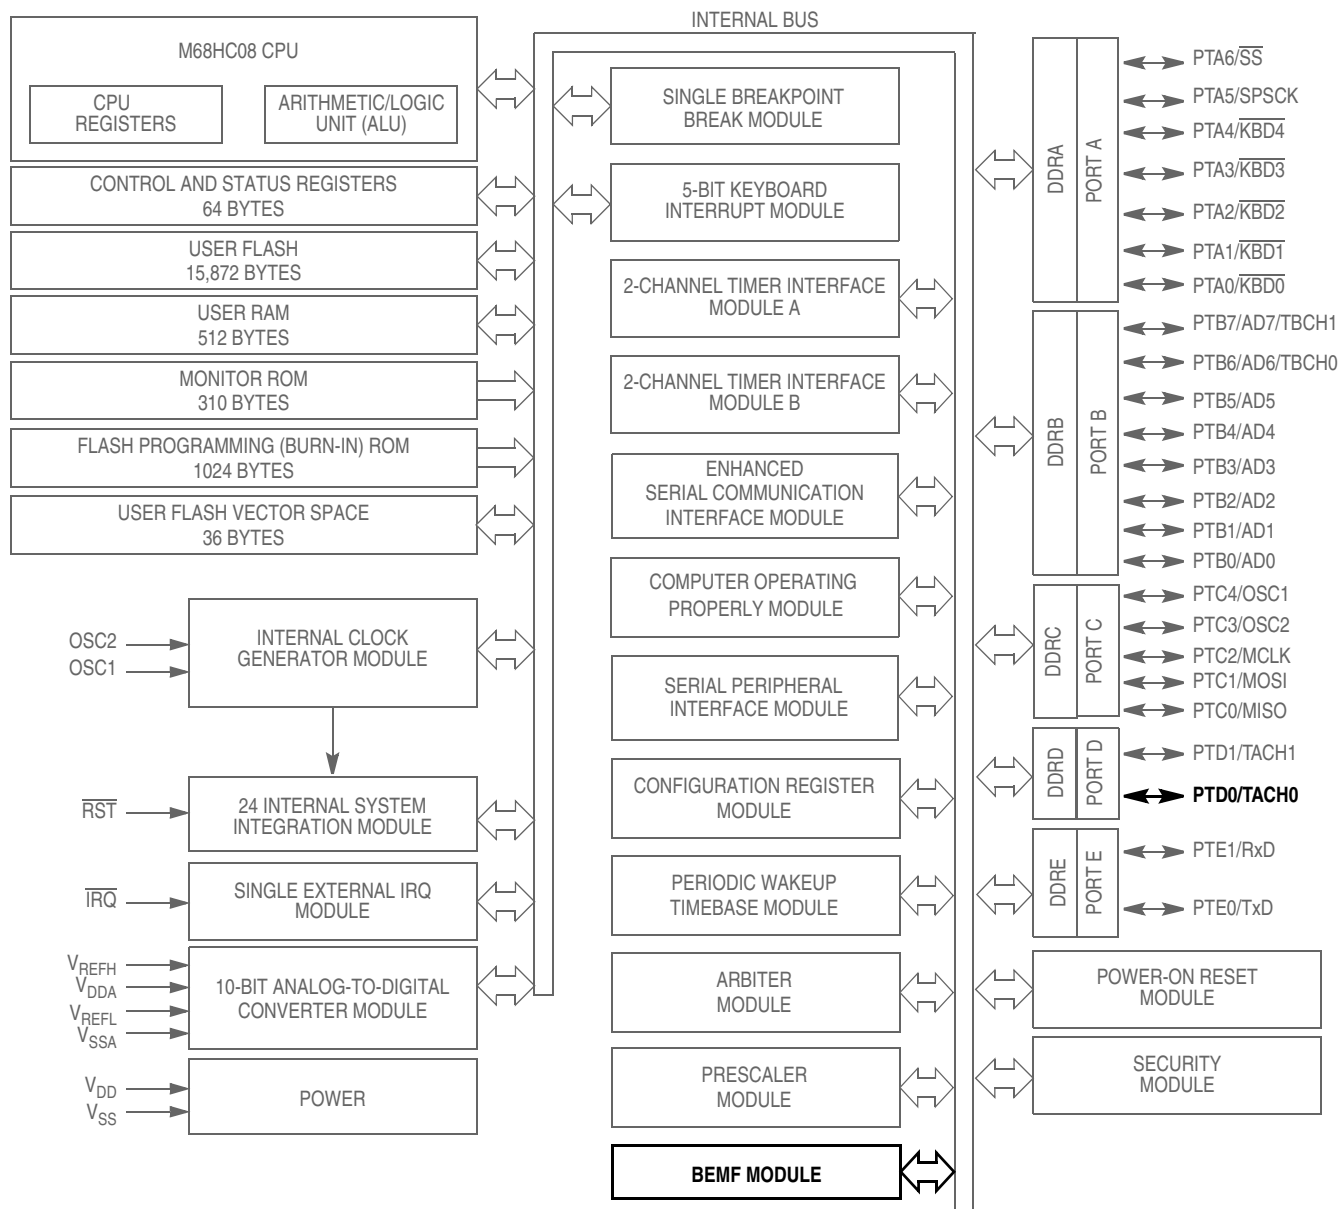 INTERNAL BUS
M68HC08 CPU
CPU
REGISTERS
ARITHMETIC/LOGIC
UNIT (ALU)
CONTROL AND STATUS REGISTERS
64 BYTES
USER FLASH
15,872 BYTES
USER RAM
512 BYTES
MONITOR ROM
310 BYTES
FLASH PROGRAMMING (BURN-IN) ROM
1024 BYTES
USER FLASH VECTOR SPACE
36 BYTES
OSC2
OSC1
INTERNAL CLOCK
GENERATOR MODULE
RST
24 INTERNAL SYSTEM
INTEGRATION MODULE
IRQ
SINGLE EXTERNAL IRQ
MODULE
VREFH
VDDA
VREFL
VSSA
10-BIT ANALOG-TO-DIGITAL
CONVERTER MODULE
VDD
VSS
POWER
SINGLE BREAKPOINT
BREAK MODULE
5-BIT KEYBOARD
INTERRUPT MODULE
2-CHANNEL TIMER INTERFACE
MODULE A
2-CHANNEL TIMER INTERFACE
MODULE B
ENHANCED
SERIAL COMMUNICATION
INTERFACE MODULE
COMPUTER OPERATING
PROPERLY MODULE
SERIAL PERIPHERAL
INTERFACE MODULE
CONFIGURATION REGISTER
MODULE
PERIODIC WAKEUP
TIMEBASE MODULE
ARBITER
MODULE
PRESCALER
MODULE
BEMF MODULE
DDRA
PORT A
PTA6/SS
PTA5/SPSCK
PTA4/KBD4
PTA3/KBD3
PTA2/KBD2
PTA1/KBD1
PTA0/KBD0
DDRB
PORT B
PTB7/AD7/TBCH1
PTB6/AD6/TBCH0
PTB5/AD5
PTB4/AD4
PTB3/AD3
PTB2/AD2
PTB1/AD1
PTB0/AD0
DDRC
PORT C
PTC4/OSC1
PTC3/OSC2
PTC2/MCLK
PTC1/MOSI
PTC0/MISO
DDRD
PORT D
PTD1/TACH1
PTD0/TACH0
DDRE
PORT E
PTE1/RxD
PTE0/TxD
POWER-ON RESET
MODULE
SECURITY
MODULE